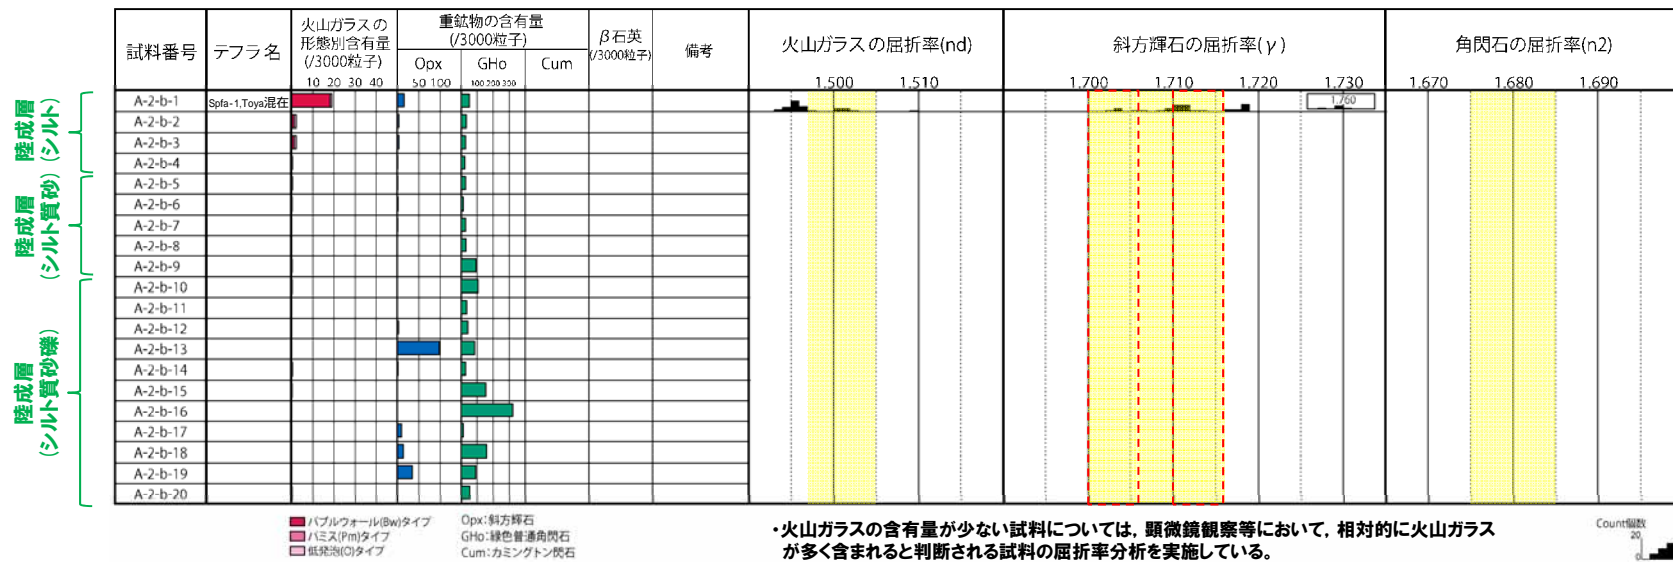 試料番号
テフラ名
火山ガラスの
形態別含有量
(/3000粒子)
10 20 30 40
重鉱物の含有量
(/3000粒子)
Opx
GHo
Cum
50 100
100 200 300
β石英
(/3000粒子)
備考
火山ガラスの屈折率(nd)
1.500
1.510
斜方輝石の屈折率(γ)
1.700
1.710
1.720
1.730
角閃石の屈折率(n2)
1.670
1.680
1.690
陸成層
(シルト)
陸成層
(シルト質砂)
陸成層
(シルト質砂礫)
A-2-b-1
Spfa-1,Toya混在
1.760
A-2-b-2
A-2-b-3
A-2-b-4
A-2-b-5
A-2-b-6
A-2-b-7
A-2-b-8
A-2-b-9
A-2-b-10
A-2-b-11
A-2-b-12
A-2-b-13
A-2-b-14
A-2-b-15
A-2-b-16
A-2-b-17
A-2-b-18
A-2-b-19
A-2-b-20
バブルウォール(Bw)タイプ
パミス(Pm)タイプ
低発泡(O)タイプ
Opx:斜方輝石
GHo:緑色普通角閃石
Cum:カミングトン閃石
・火山ガラスの含有量が少ない試料については，顕微鏡観察等において，相対的に火山ガラス
が多く含まれると判断される試料の屈折率分析を実施している。
Count個数
20
0